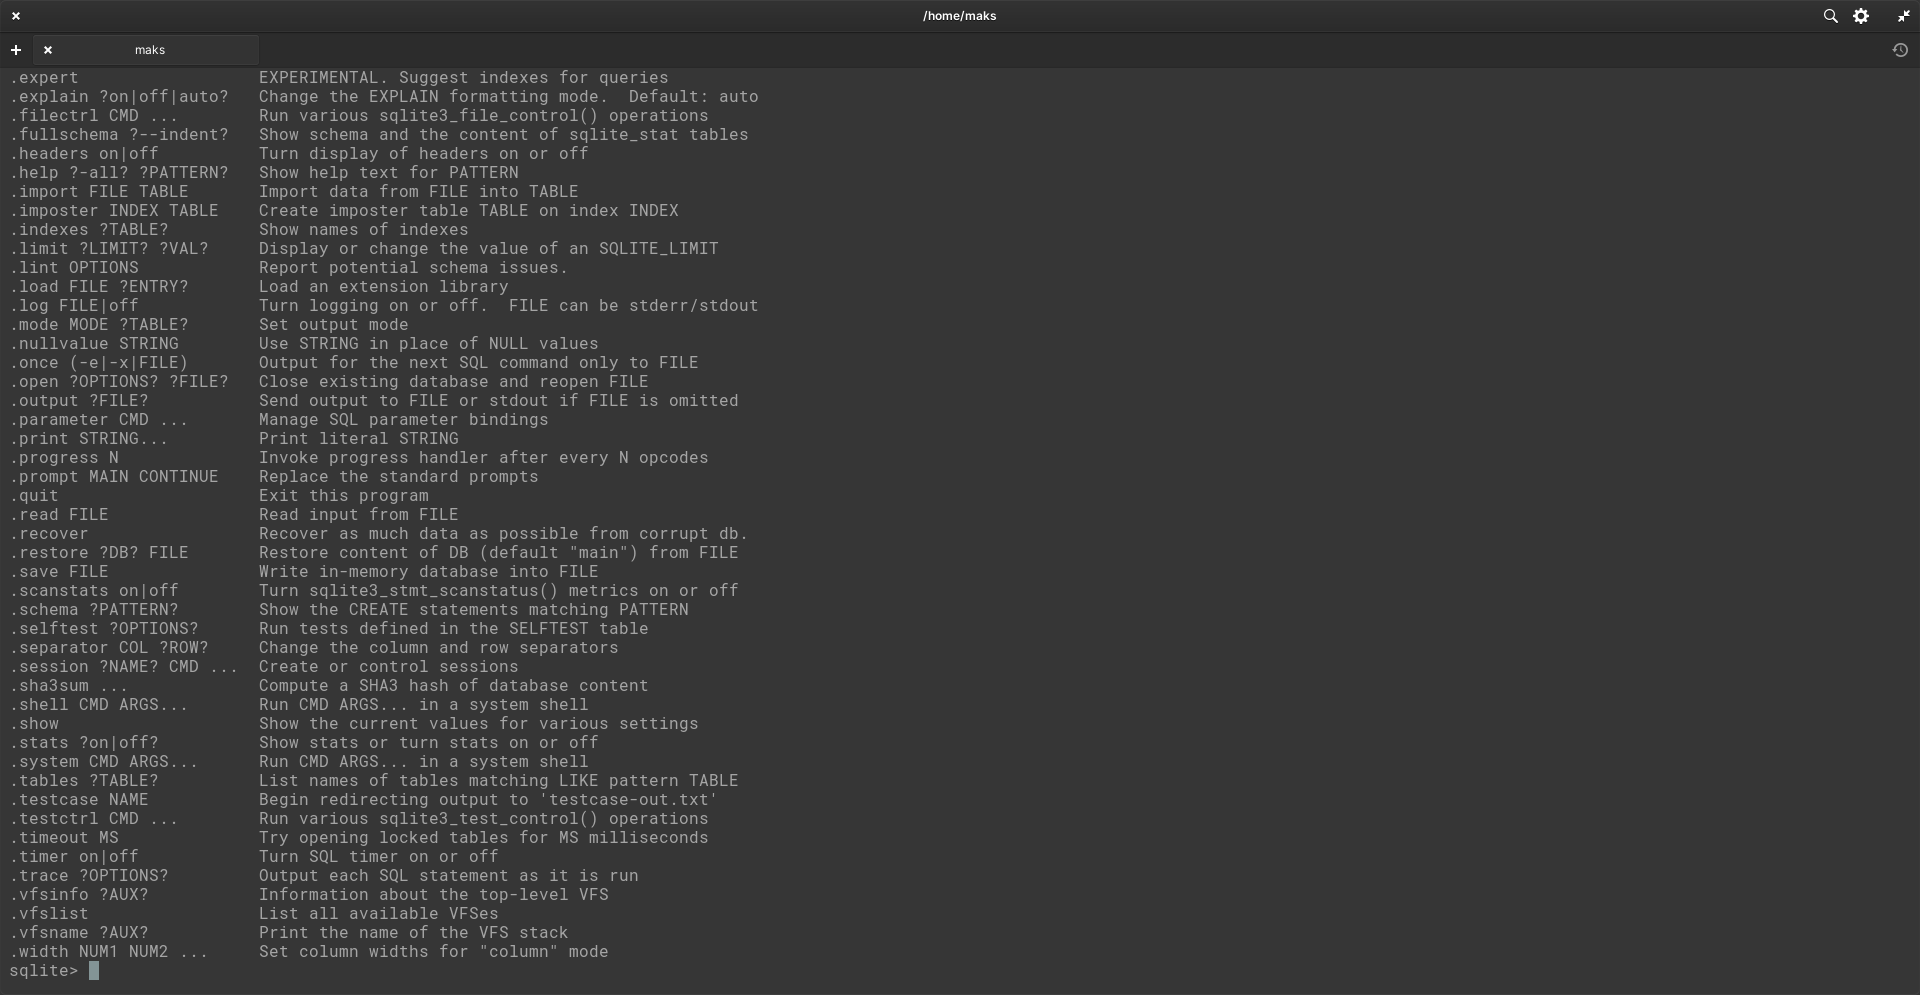 /home/maks
maks
.expert                  EXPERIMENTAL. Suggest indexes for queries
.explain ?on|off|auto?   Change the EXPLAIN formatting mode.  Default: auto
.filectrl CMD ...        Run various sqlite3_file_control() operations
.fullschema ?--indent?   Show schema and the content of sqlite_stat tables
.headers on|off          Turn display of headers on or off
.help ?-all? ?PATTERN?   Show help text for PATTERN
.import FILE TABLE       Import data from FILE into TABLE
.imposter INDEX TABLE    Create imposter table TABLE on index INDEX
.indexes ?TABLE?         Show names of indexes
.limit ?LIMIT? ?VAL?     Display or change the value of an SQLITE_LIMIT
.lint OPTIONS            Report potential schema issues.
.load FILE ?ENTRY?       Load an extension library
.log FILE|off            Turn logging on or off.  FILE can be stderr/stdout
.mode MODE ?TABLE?       Set output mode
.nullvalue STRING        Use STRING in place of NULL values
.once (-e|-x|FILE)       Output for the next SQL command only to FILE
.open ?OPTIONS? ?FILE?   Close existing database and reopen FILE
.output ?FILE?           Send output to FILE or stdout if FILE is omitted
.parameter CMD ...       Manage SQL parameter bindings
.print STRING...         Print literal STRING
.progress N              Invoke progress handler after every N opcodes
.prompt MAIN CONTINUE    Replace the standard prompts
.quit                    Exit this program
.read FILE               Read input from FILE
.recover                 Recover as much data as possible from corrupt db.
.restore ?DB? FILE       Restore content of DB (default "main") from FILE
.save FILE               Write in-memory database into FILE
.scanstats on|off        Turn sqlite3_stmt_scanstatus() metrics on or off
.schema ?PATTERN?        Show the CREATE statements matching PATTERN
.selftest ?OPTIONS?      Run tests defined in the SELFTEST table
.separator COL ?ROW?     Change the column and row separators
.session ?NAME? CMD ...  Create or control sessions
.sha3sum ...             Compute a SHA3 hash of database content
.shell CMD ARGS...       Run CMD ARGS... in a system shell
.show                    Show the current values for various settings
.stats ?on|off?          Show stats or turn stats on or off
.system CMD ARGS...      Run CMD ARGS... in a system shell
.tables ?TABLE?          List names of tables matching LIKE pattern TABLE
.testcase NAME           Begin redirecting output to 'testcase-out.txt'
.testctrl CMD ...        Run various sqlite3_test_control() operations
.timeout MS              Try opening locked tables for MS milliseconds
.timer on|off            Turn SQL timer on or off
.trace ?OPTIONS?         Output each SQL statement as it is run
.vfsinfo ?AUX?           Information about the top-level VFS
.vfslist                 List all available VFSes
.vfsname ?AUX?           Print the name of the VFS stack
.width NUM1 NUM2 ...     Set column widths for "column" mode
sqlite>